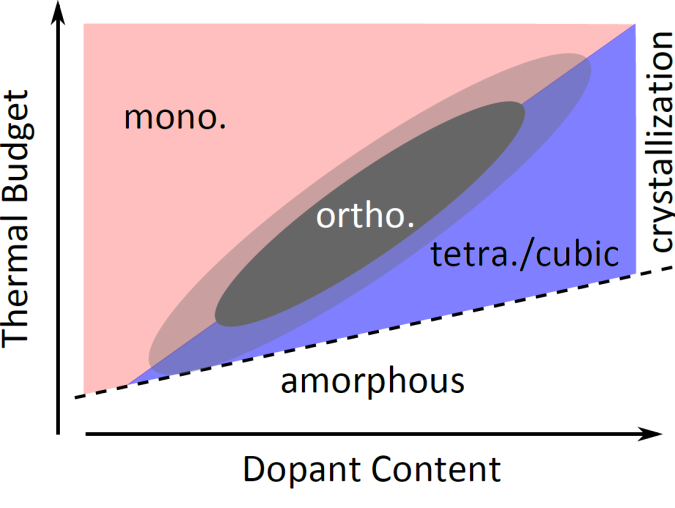 Thermal Budget
mono.
ortho.
tetra./cubic
crystallization
amorphous
Dopant Content